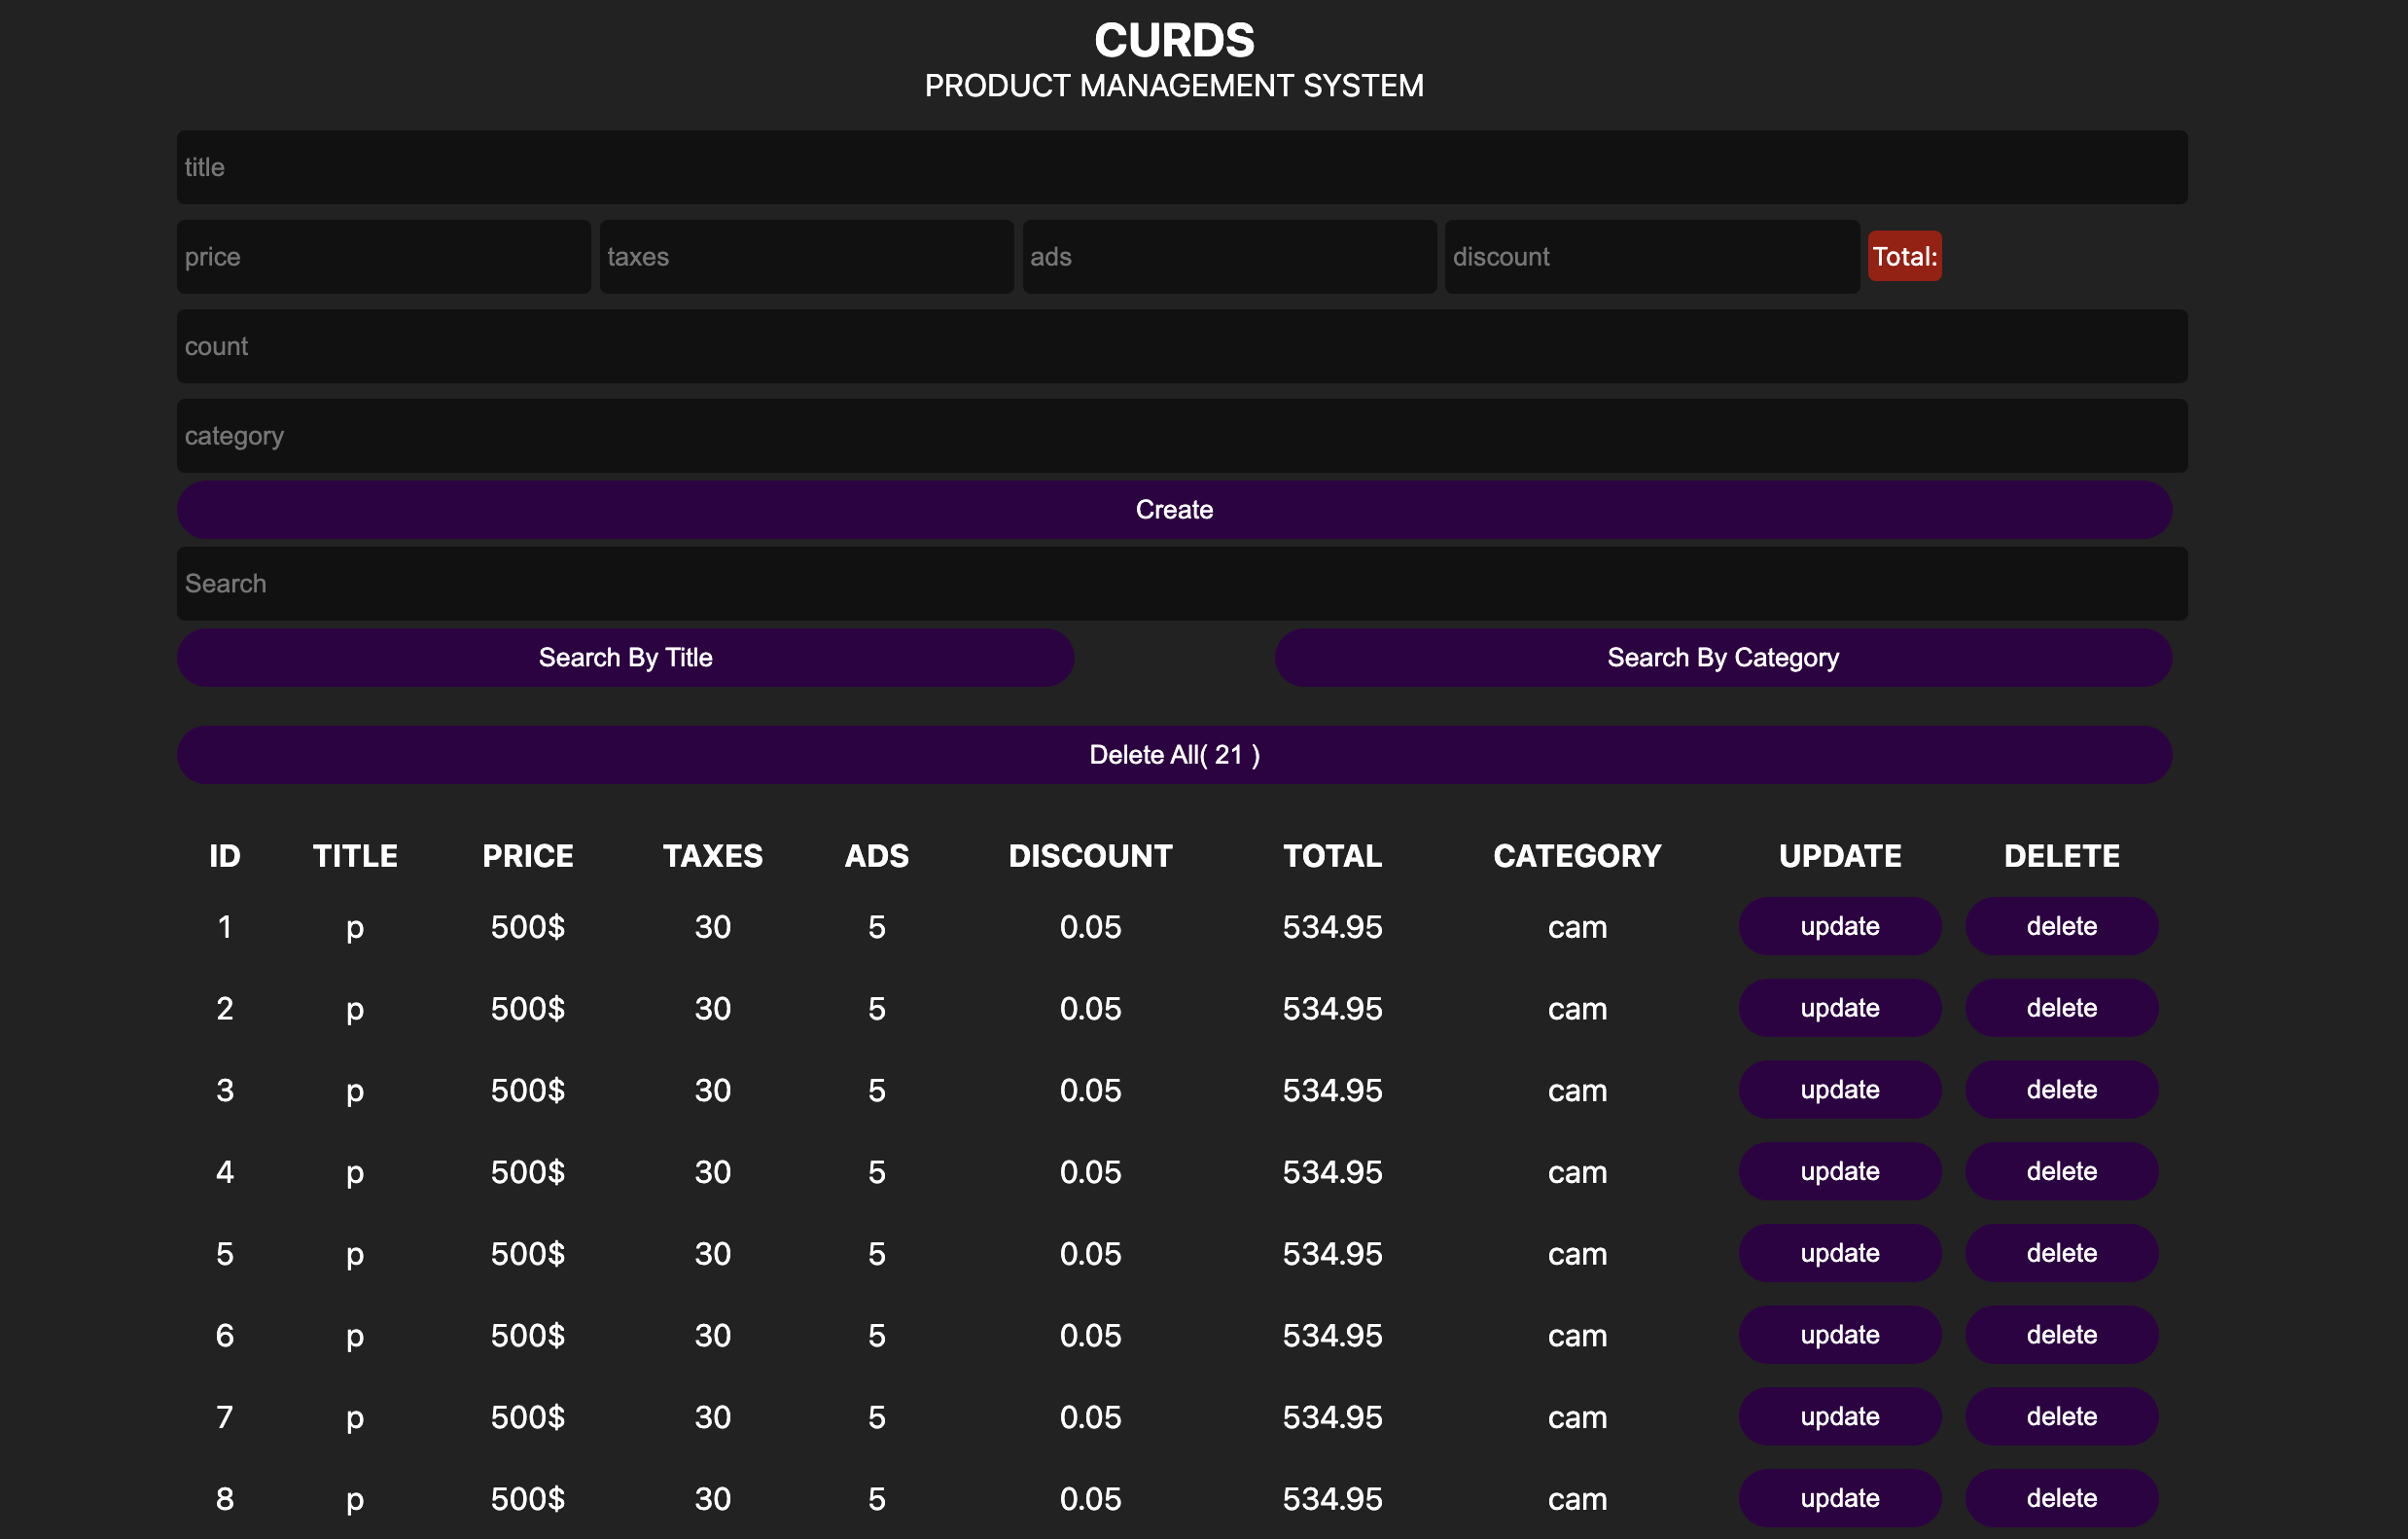 CURDS
PRODUCT MANAGEMENT SYSTEM
title
price taxes ads discount Total:
count
category
Create
Search
Search By Title Search By Category
Delete All( 21 )
ID TITLE PRICE TAXES ADS DISCOUNT TOTAL CATEGORY UPDATE DELETE
1 p 500$ 30 5 0.05 534.95 cam update delete
2 p 500$ 30 5 0.05 534.95 cam update delete
3 p 500$ 30 5 0.05 534.95 cam update delete
4 p 500$ 30 5 0.05 534.95 cam update delete
5 p 500$ 30 5 0.05 534.95 cam update delete
6 p 500$ 30 5 0.05 534.95 cam update delete
7 p 500$ 30 5 0.05 534.95 cam update delete
8 p 500$ 30 5 0.05 534.95 cam update delete